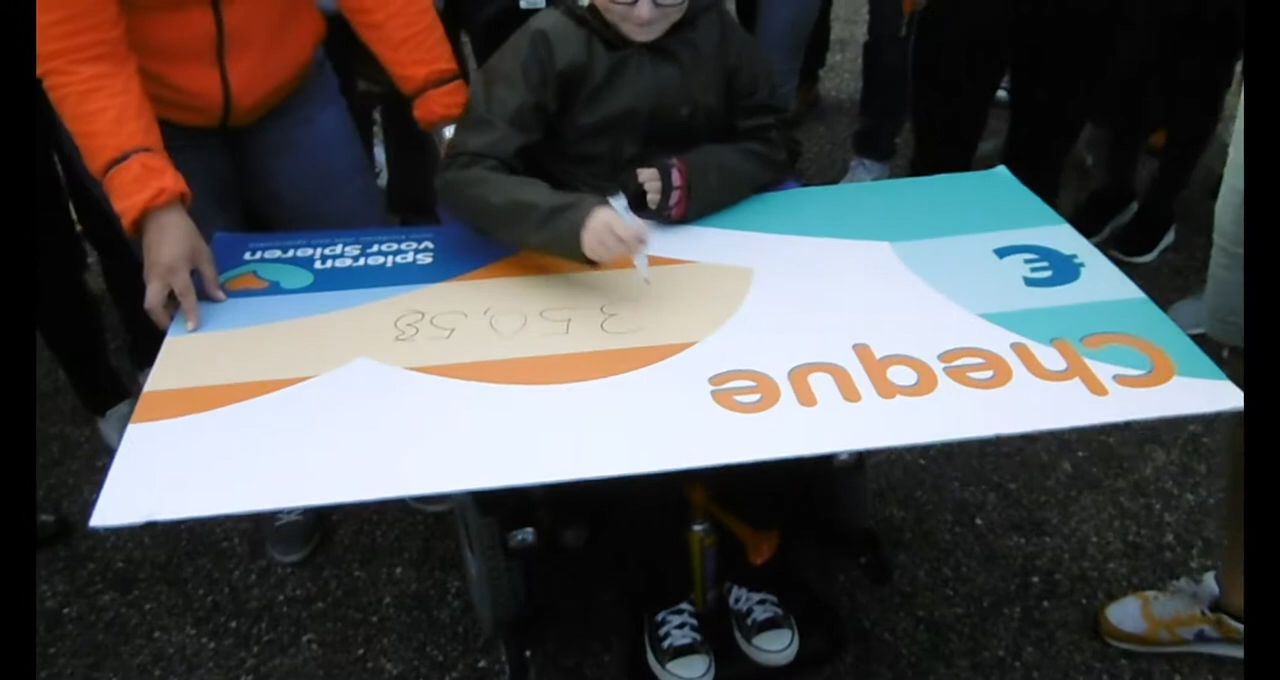 Cheque
€ 350,58
Spieren
voor Spieren